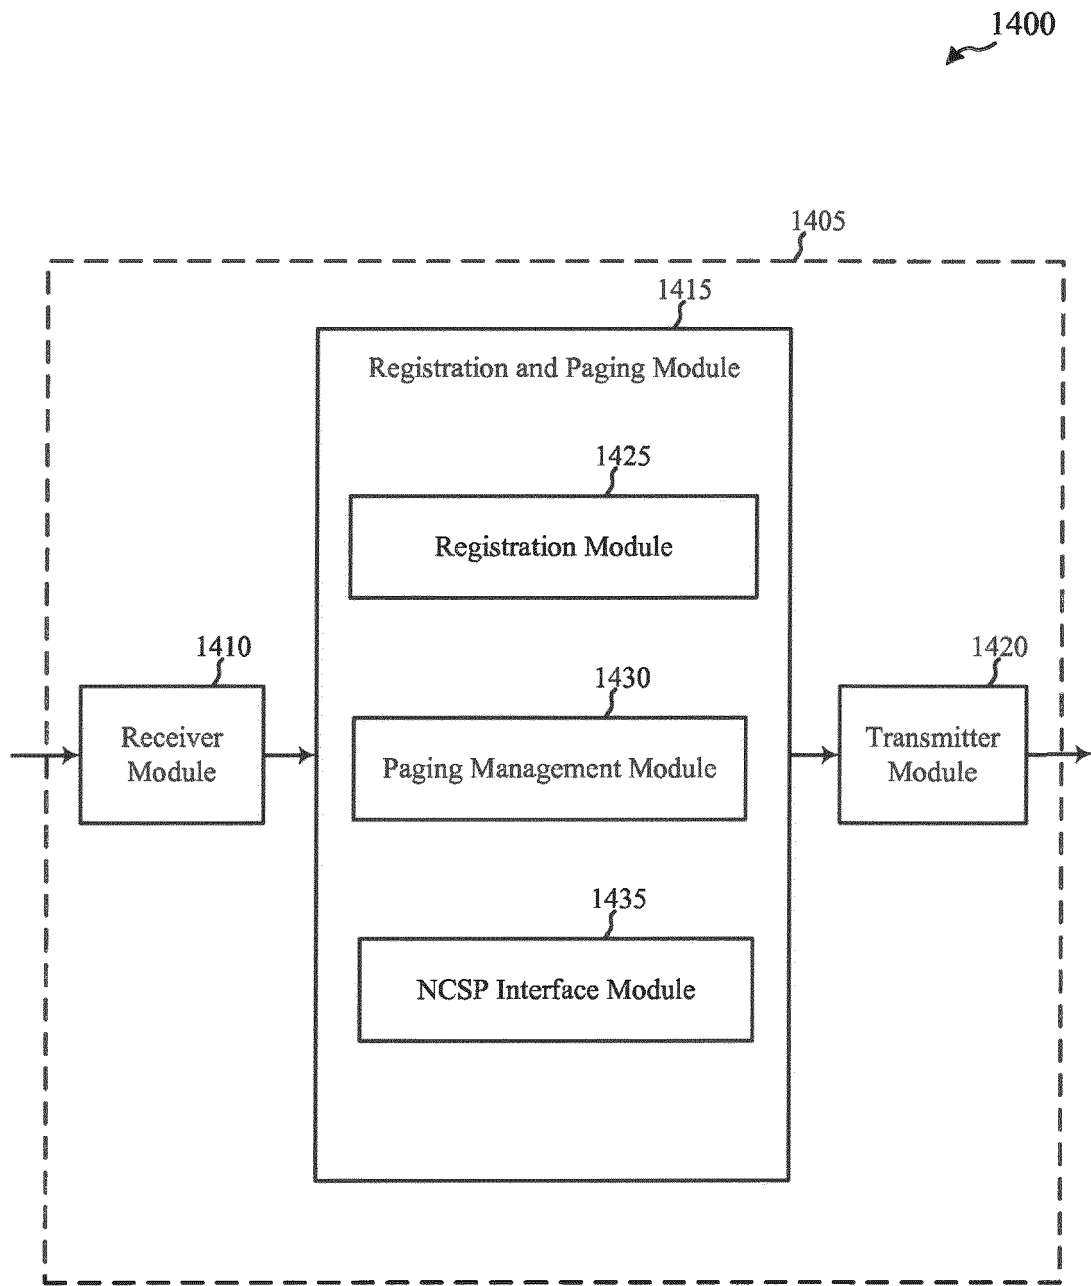 1400
1405
1415
Registration and Paging Module
1425
Registration Module
1410
Receiver
Module
1430
Paging Management Module
1420
Transmitter
Module
1435
NCSP Interface Module